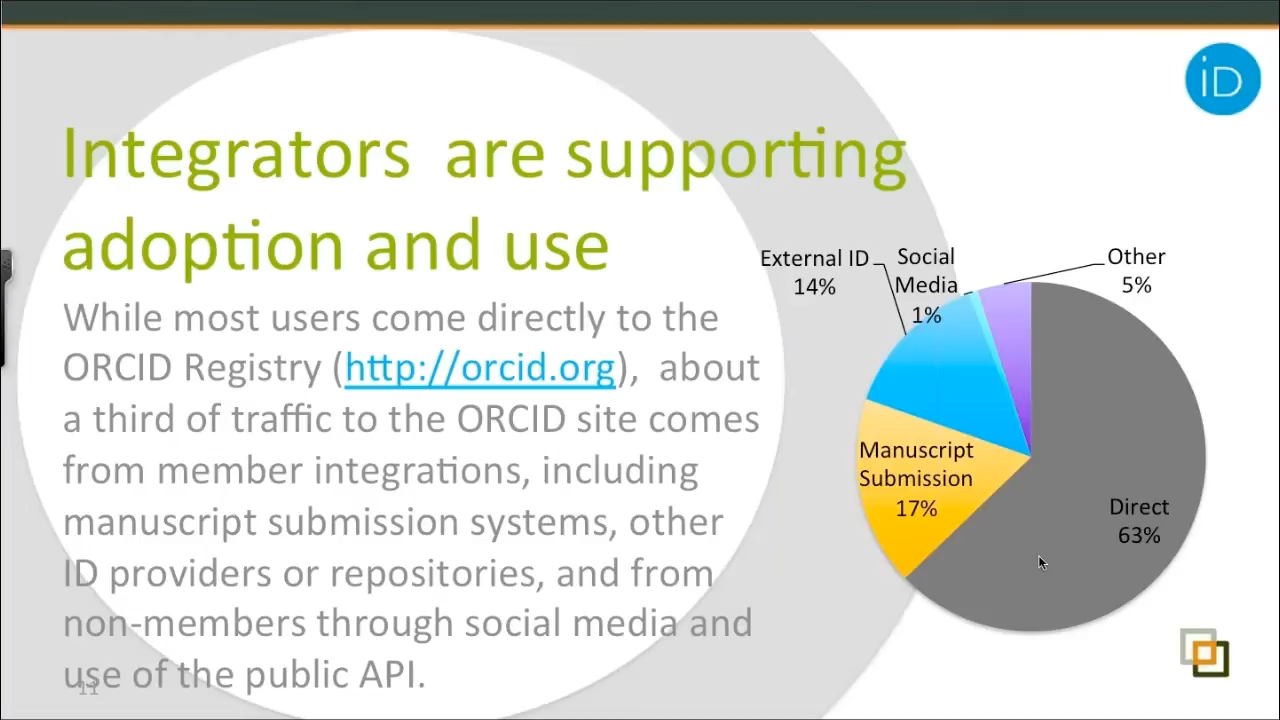 iD
Integrators are supporting
adoption and use
While most users come directly to the
ORCID Registry (http://orcid.org), about
a third of traffic to the ORCID site comes
from member integrations, including
manuscript submission systems, other
ID providers or repositories, and from
non-members through social media and
use of the public API.
11
External ID
14%
Social
Media
1%
Other
5%
Manuscript
Submission
17%
Direct
63%